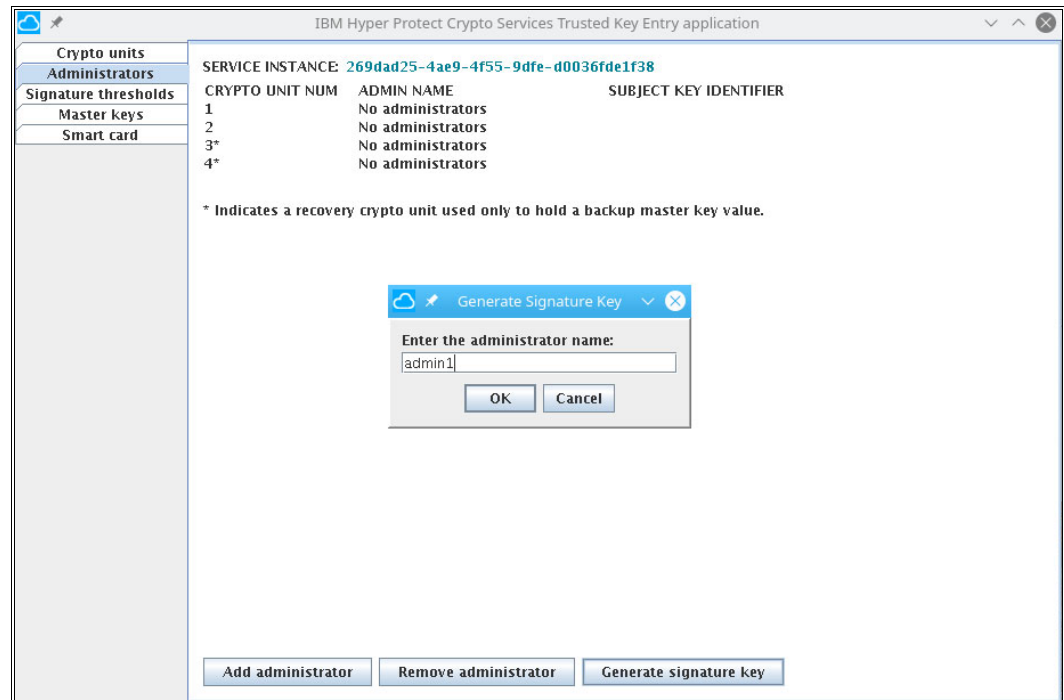 IBM Hyper Protect Crypto Services Trusted Key Entry application
Crypto units
Administrators
Signature thresholds
Master keys
Smart card
SERVICE INSTANCE: 269dad25-4ae9-4f55-9dfe-d0036fde1f38
CRYPTO UNIT NUM ADMIN NAME SUBJECT KEY IDENTIFIER
1 No administrators
2 No administrators
3* No administrators
4* No administrators
* Indicates a recovery crypto unit used only to hold a backup master key value.
Generate Signature Key
Enter the administrator name:
admin1
OK Cancel
Add administrator Remove administrator Generate signature key